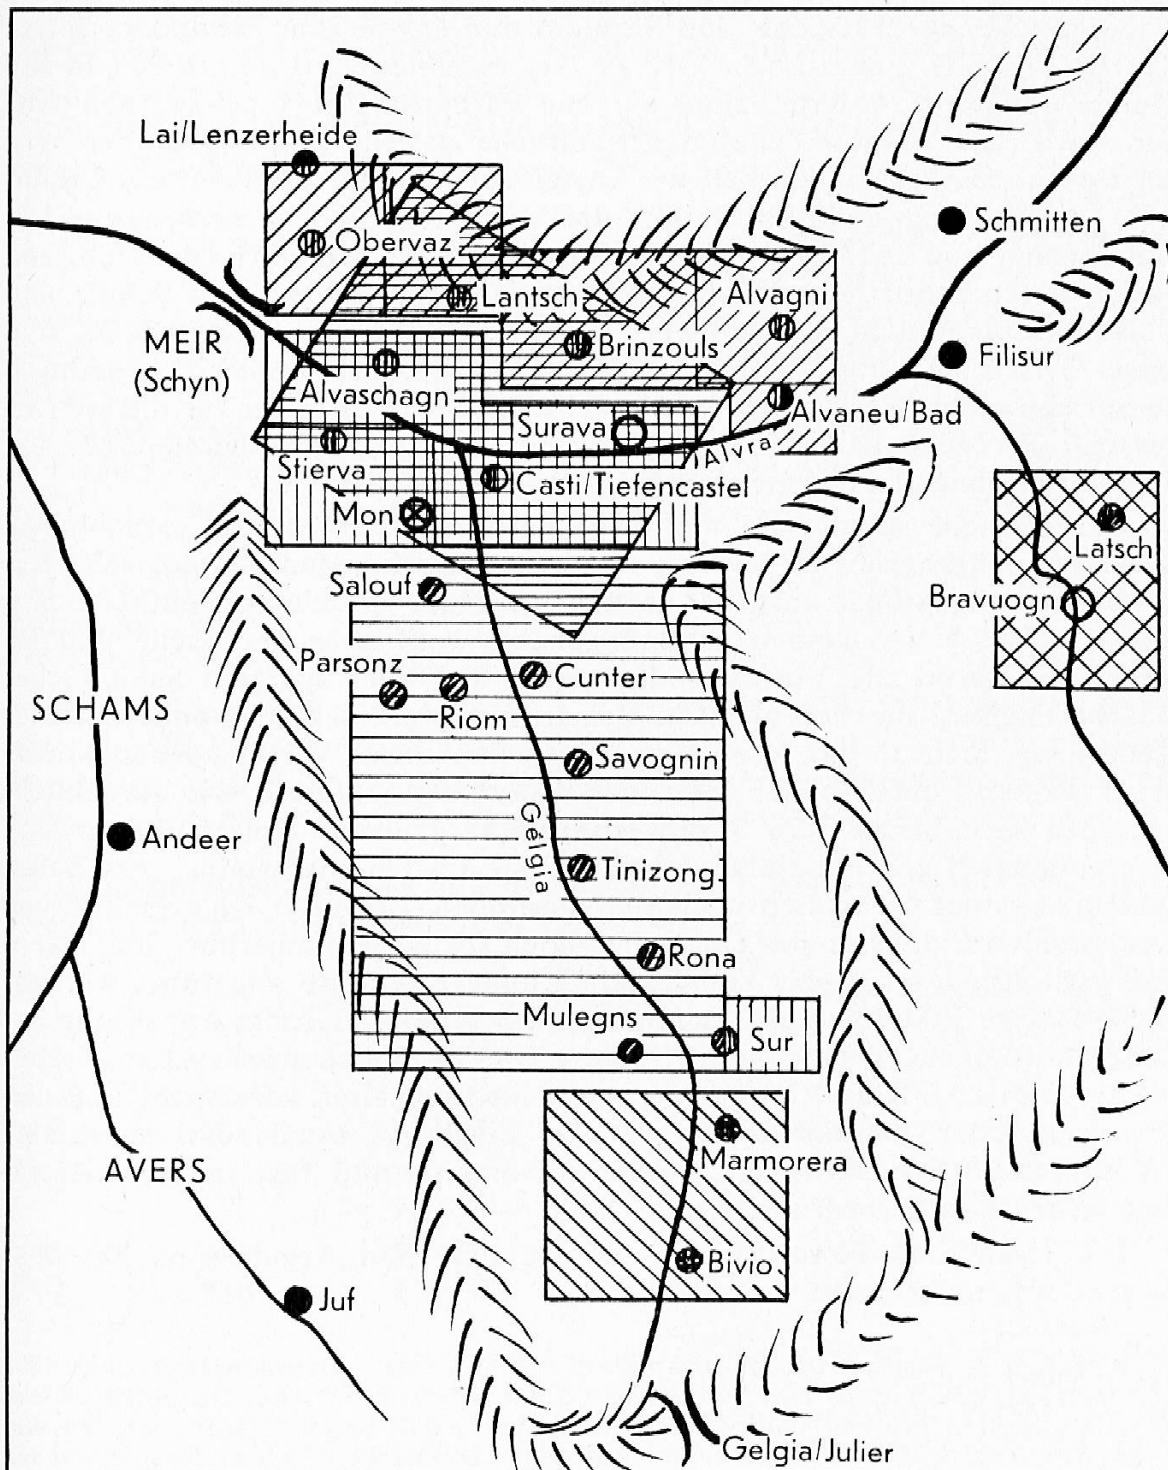 Lai/Lenzerheide
Obervaz
Schmitten
Lantsch
Alvagni
MEIR
(Schyn)
Brinzouls
Filisur
Alvaschagn
Alvaneu/Bad
Surava
Alvra
Stierva
Casti/Tiefencastel
Mon
Latsch
Salouf
Bravuogn
Parsonz
Cunter
Riom
SCHAMS
Savognin
Gelgia
Andeer
Tinizong
Rona
Mulegns
Sur
Marmorera
AVERS
Bivio
Juf
Gelgia/Julier